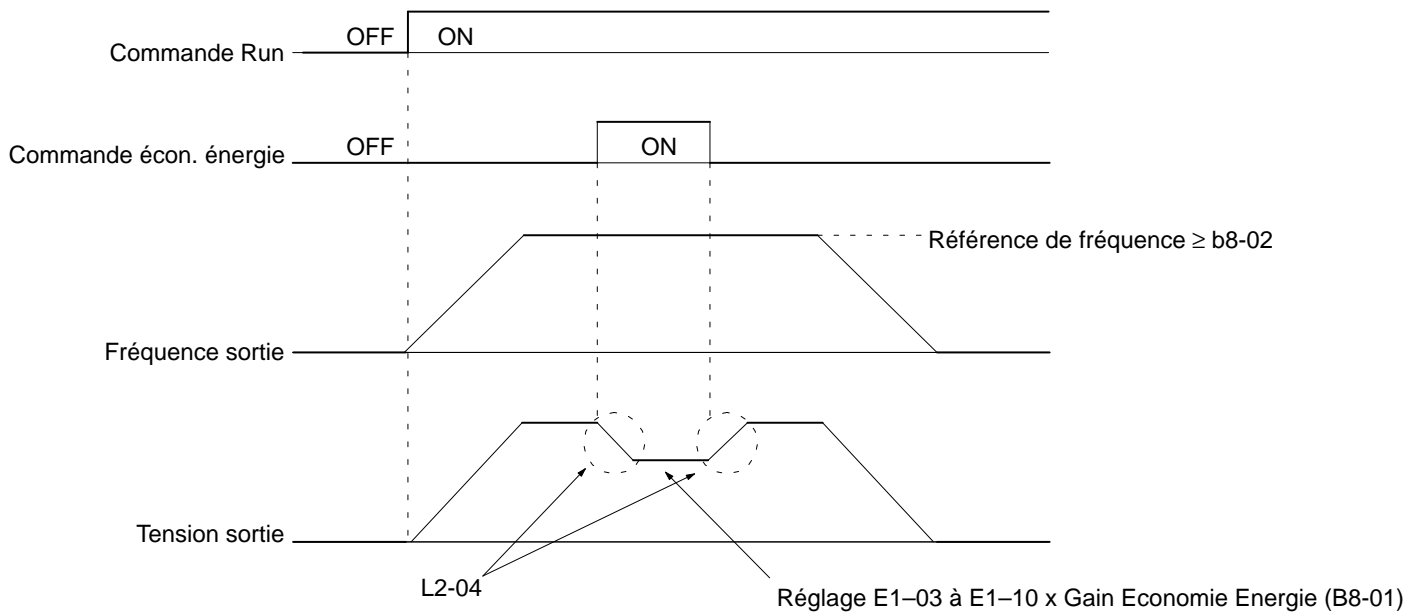 Commande Run OFF ON
Commande écon. énergie OFF ON
Référence de fréquence ≥ b8-02
Fréquence sortie
Tension sortie
L2-04
Réglage E1–03 à E1–10 x Gain Economie Energie (B8-01)